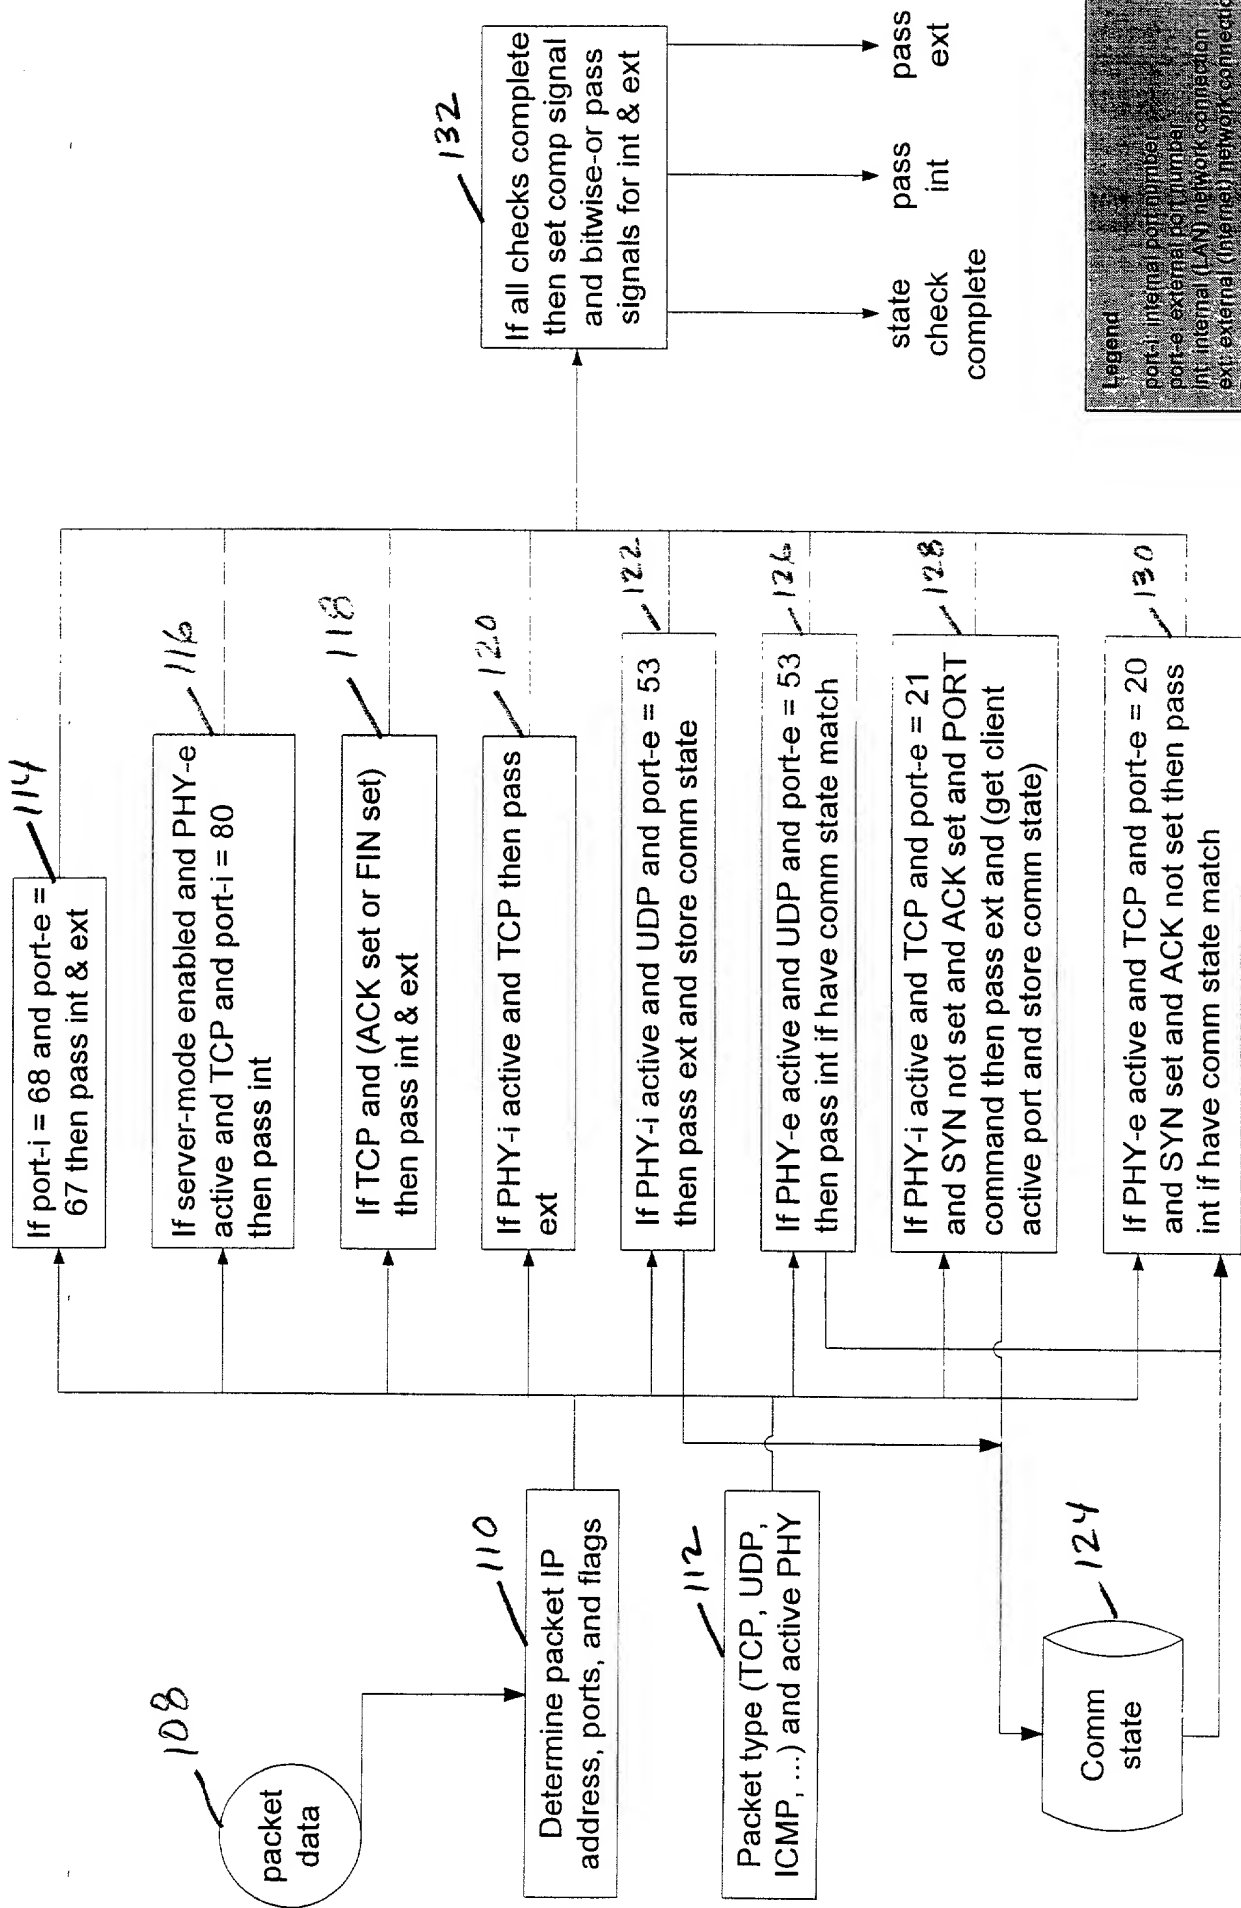 108
packet
data
110
Determine packet IP
address, ports, and flags
112
Packet type (TCP, UDP,
ICMP, ...) and active PHY
124
Comm
state
114
If port-i = 68 and port-e =
67 then pass int & ext
116
If server-mode enabled and PHY-e
active and TCP and port-i = 80
then pass int
118
If TCP and (ACK set or FIN set)
then pass int & ext
120
If PHY-i active and TCP then pass
ext
122
If PHY-i active and UDP and port-e = 53
then pass ext and store comm state
126
If PHY-e active and UDP and port-e = 53
then pass int if have comm state match
128
If PHY-i active and TCP and port-e = 21
and SYN not set and ACK set and PORT
command then pass ext and (get client
active port and store comm state)
130
If PHY-e active and TCP and port-e = 20
and SYN set and ACK not set then pass
int if have comm state match
132
If all checks complete
then set comp signal
and bitwise-or pass
signals for int & ext
state
check
complete
pass
int
pass
ext
Legend
port-i: internal port number
port-e: external port number
int: internal (LAN) network connection
ext: external (Internet) network